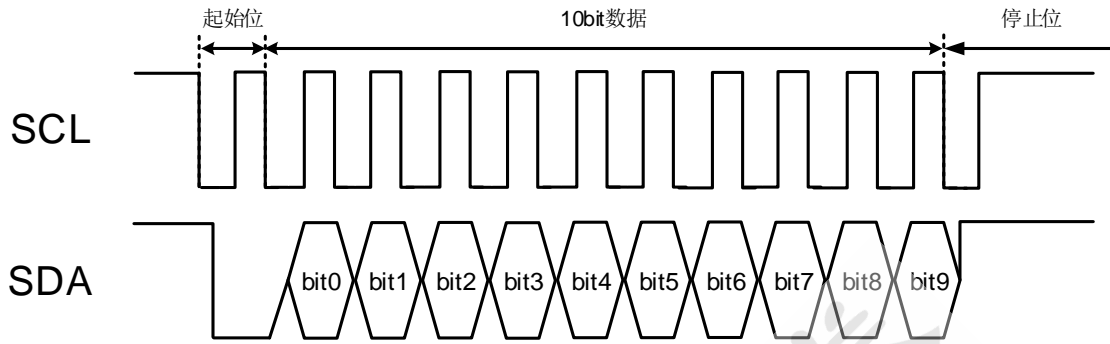 起始位 10bit数据 停止位
SCL
SDA
bit0 bit1 bit2 bit3 bit4 bit5 bit6 bit7 bit8 bit9